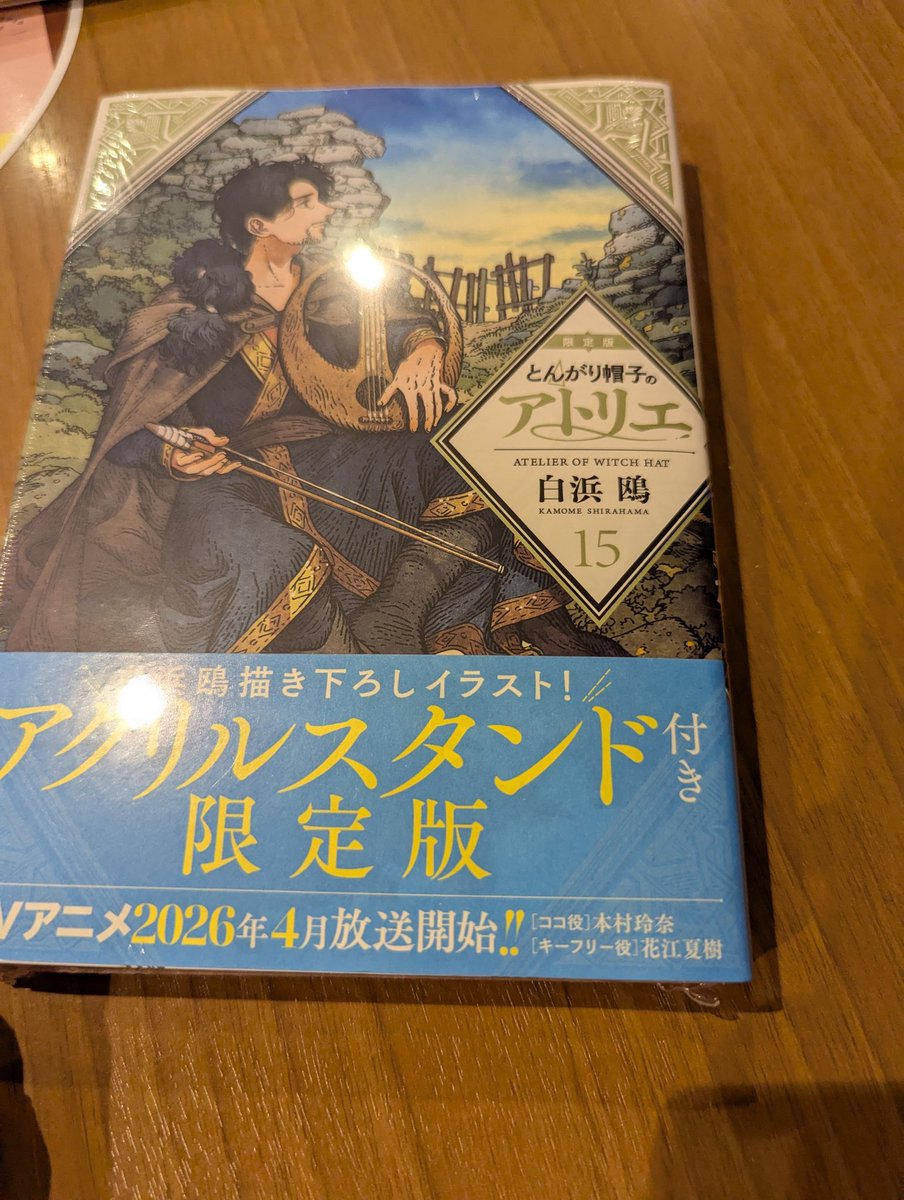 限定版
とんがり帽子の
アトリエ
ATELIER OF WITCH HAT
白浜 鴎
KAMOME SHIRAHAMA
15
浜鴎描き下ろしイラスト!
アクリルスタンド付き
限定版
Vアニメ2026年4月放送開始!!
[ココ役]本村玲奈
[キーフリー役]花江夏樹